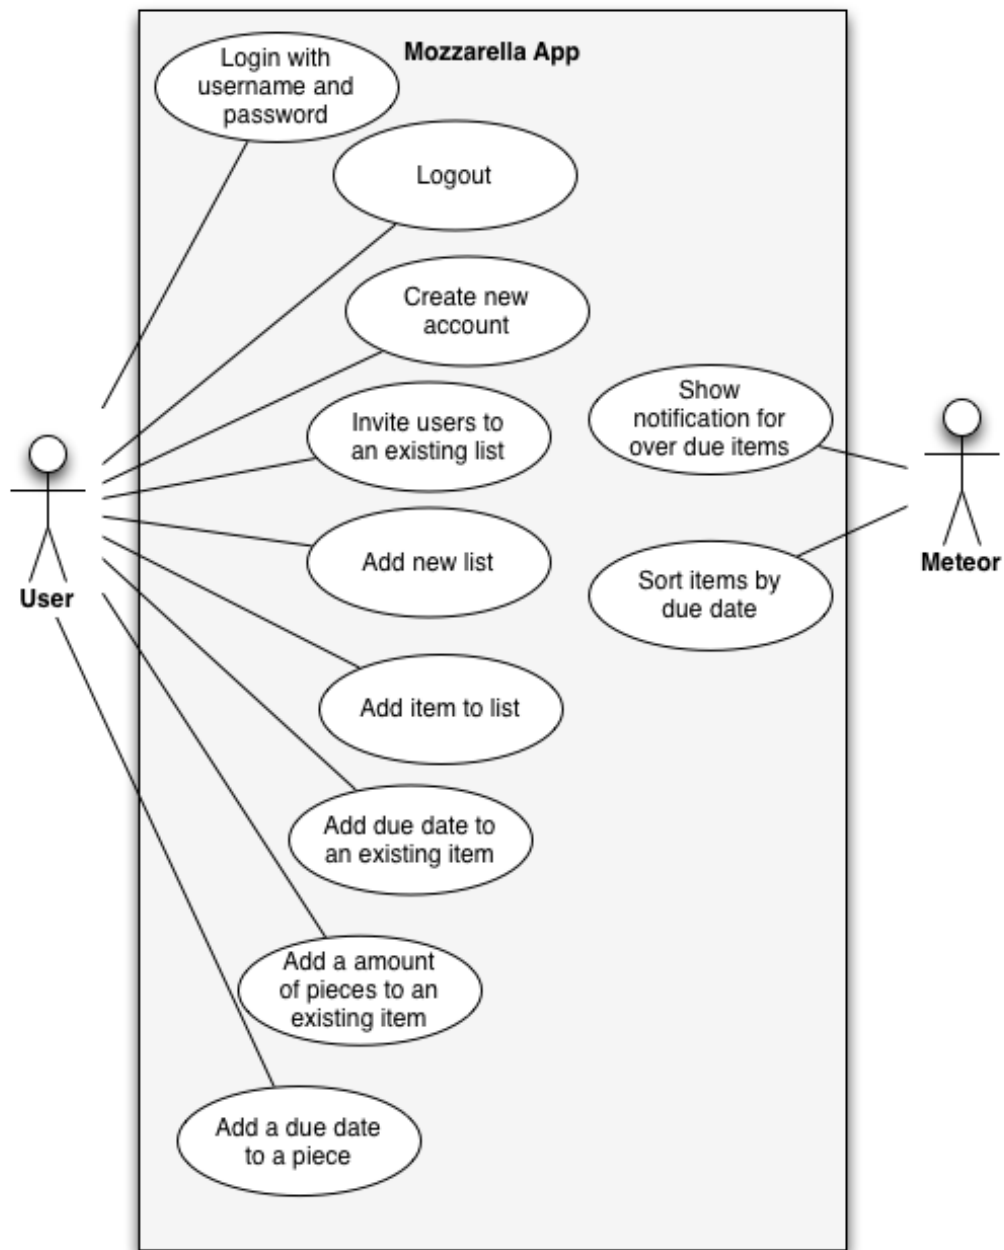 Mozzarella App
Login with
username and
password
Logout
Create new
account
Invite users to
an existing list
Add new list
Add item to list
Add due date to
an existing item
Add a amount
of pieces to an
existing item
Add a due date
to a piece
Show
notification for
over due items
Sort items by
due date
User
Meteor